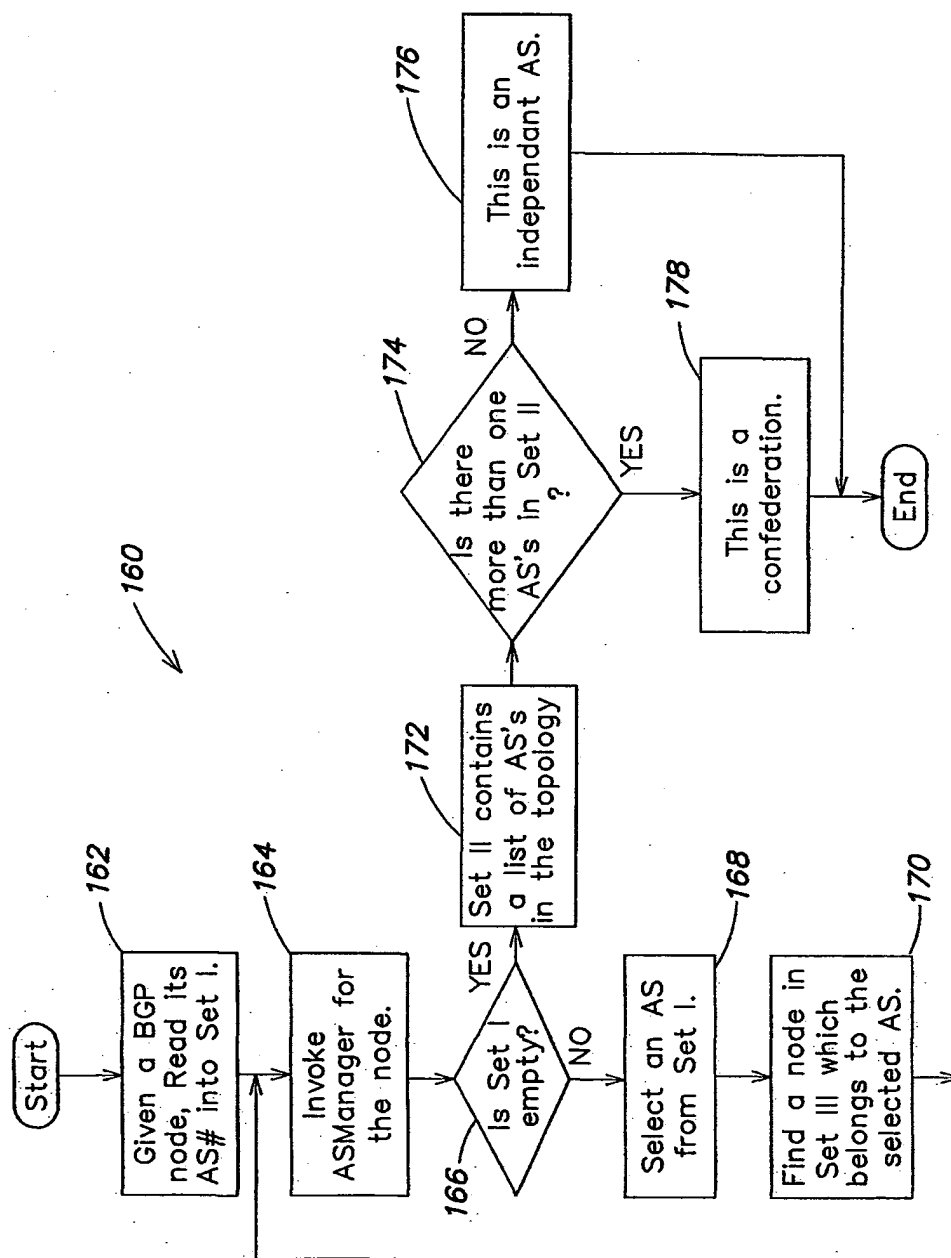 160
Start
162
Given a BGP
node, Read its
AS# into Set I.
164
Invoke
ASManager for
the node.
166
Is Set I
empty?
YES
NO
168
Select an AS
from Set I.
170
Find a node in
Set III which
belongs to the
selected AS.
172
Set II contains
a list of AS's
in the topology
174
Is there
more than one
AS's in Set II
?
NO
YES
176
This is an
independant AS.
178
This is a
confederation.
End